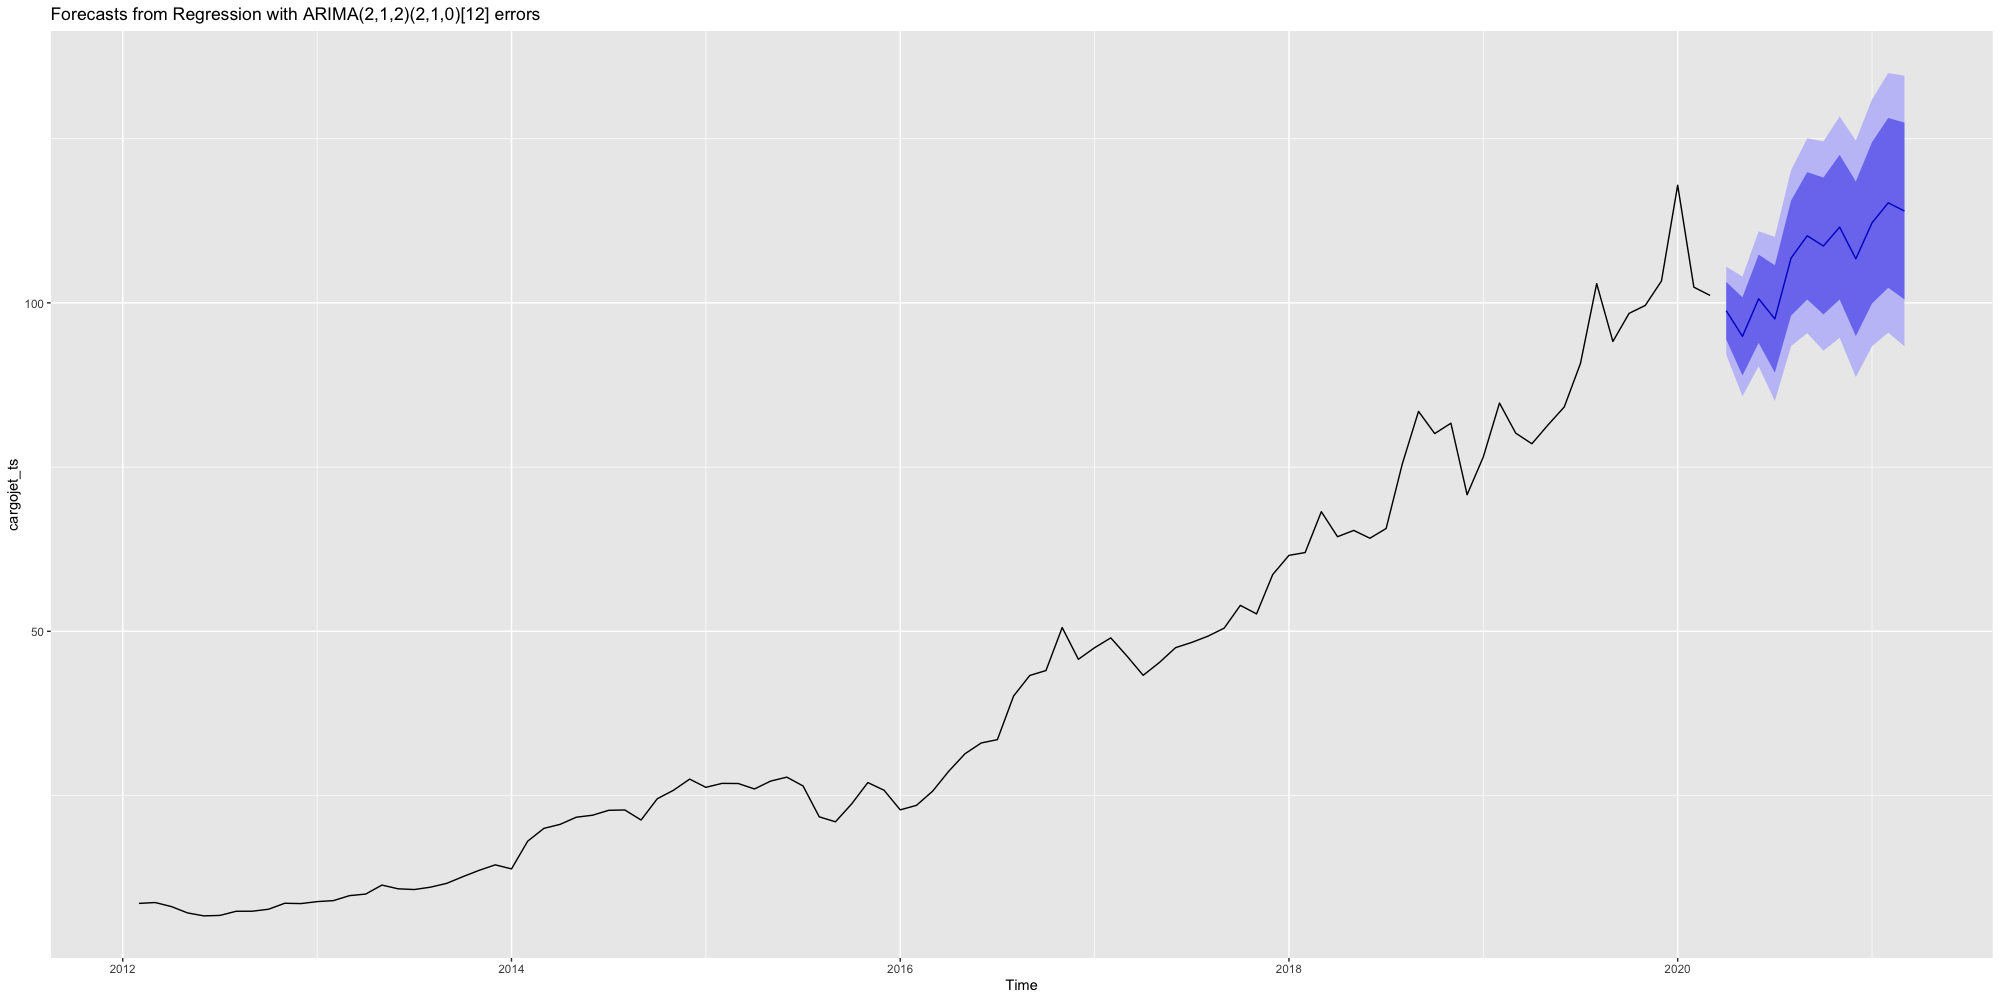 Forecasts from Regression with ARIMA(2,1,2)(2,1,0)[12] errors
100
50
cargojet_ts
2012
2014
2016
2018
2020
Time